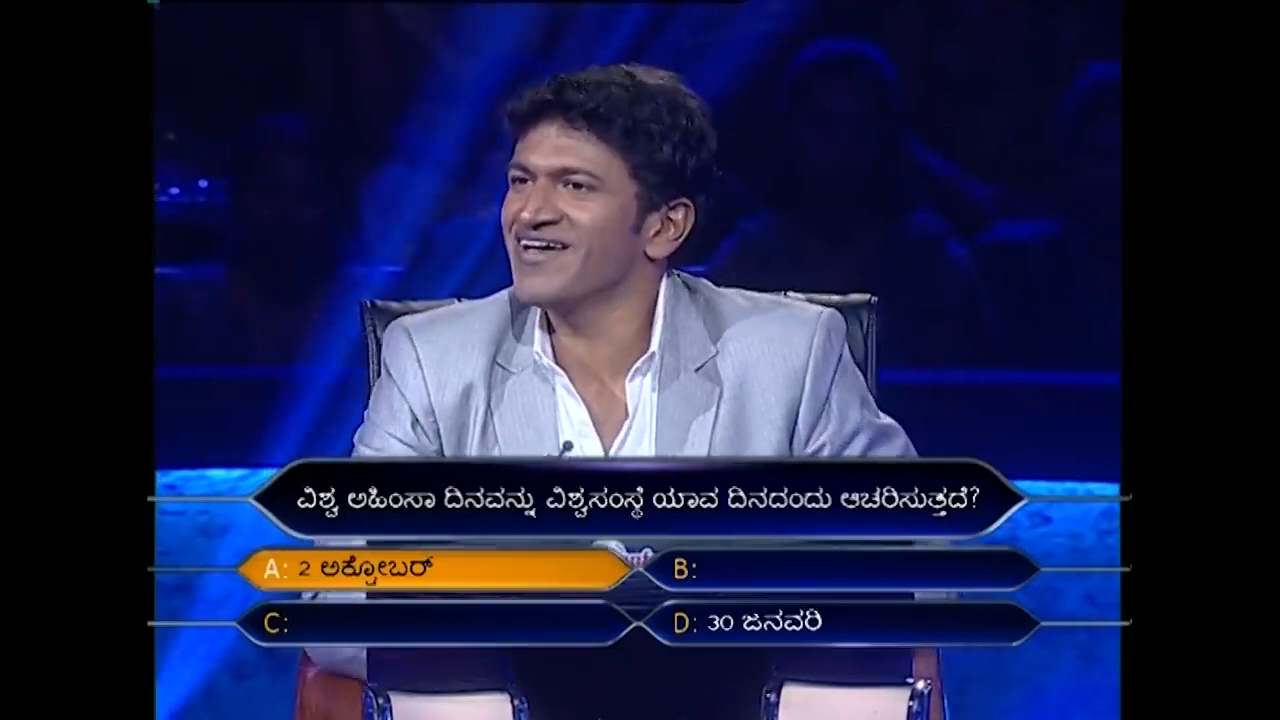 ವಿಶ್ವ ಅಹಿಂಸಾ ದಿನವನ್ನು ವಿಶ್ವಸಂಸ್ಥೆ ಯಾವ ದಿನದಂದು ಆಚರಿಸುತ್ತದೆ?
A: 2 ಅಕ್ಟೋಬರ್
B:
C:
D: 30 ಜನವರಿ